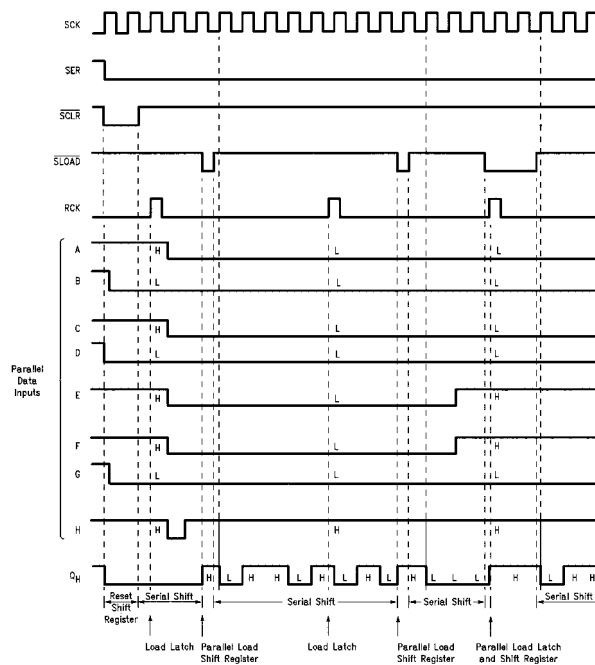 SCK
SER
SCLR
SLOAD
RCK
A H L L
B L L L
C H L L
D L L L
Parallel
Data
Inputs
E H L H
F H L H
G L L L
H H H H
QH H L H H L H L H L H L L L H L H H
Reset
Shift
Register
Serial Shift
Serial Shift
Serial Shift
Serial Shift
Load Latch
Parallel Load
Shift Register
Load Latch
Parallel Load
Shift Register
Parallel Load Latch
and Shift Register